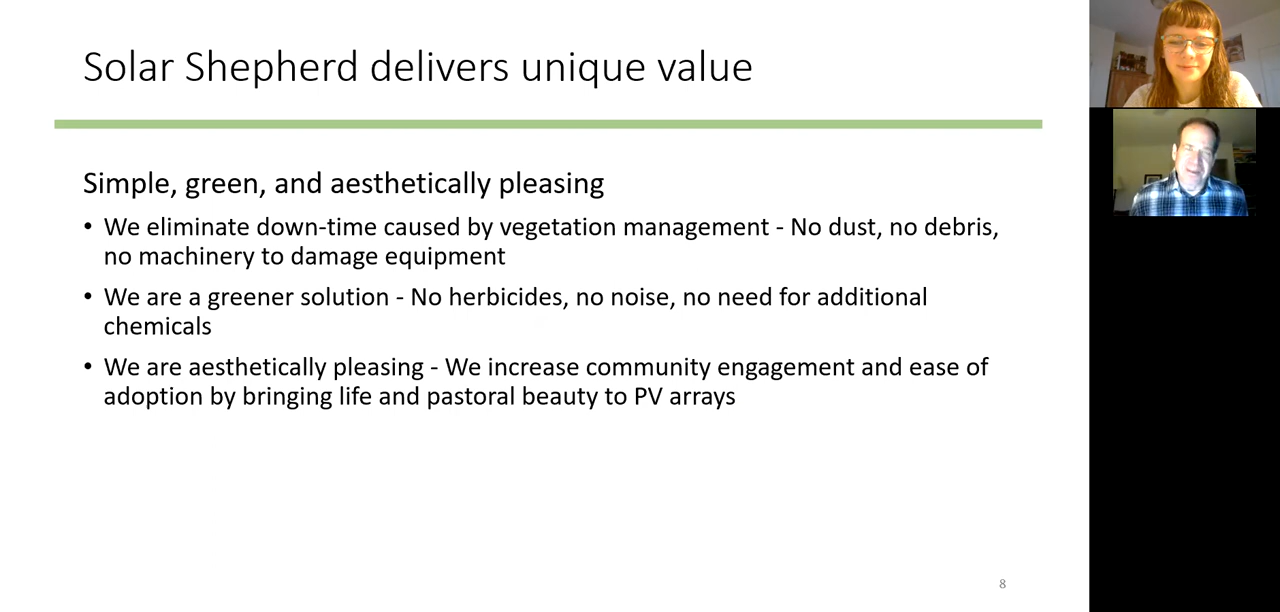 Solar Shepherd delivers unique value
Simple, green, and aesthetically pleasing
• We eliminate down-time caused by vegetation management - No dust, no debris,
no machinery to damage equipment
• We are a greener solution - No herbicides, no noise, no need for additional
chemicals
• We are aesthetically pleasing - We increase community engagement and ease of
adoption by bringing life and pastoral beauty to PV arrays
8